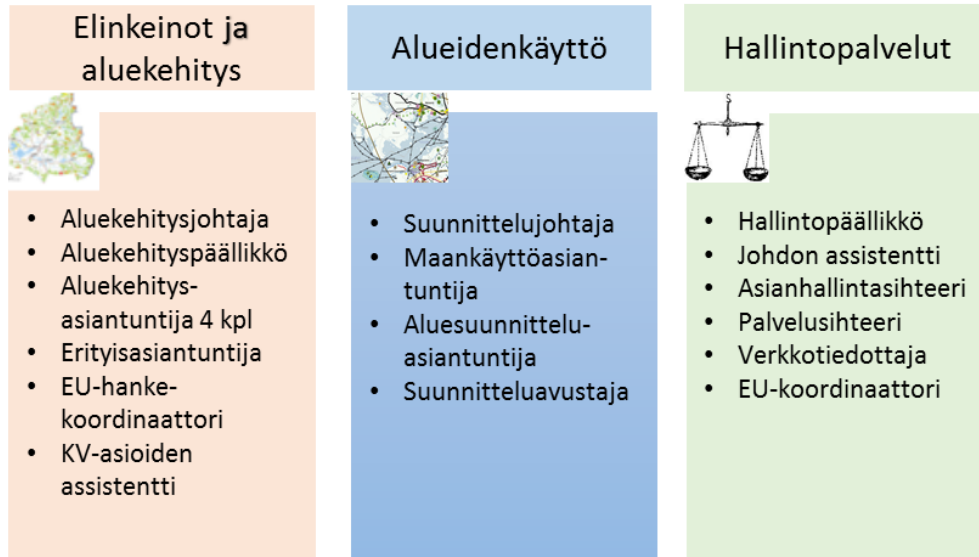 Elinkeinot ja
aluekehitys
• Aluekehitysjohtaja
• Aluekehityspäällikkö
• Aluekehitys-
asiantuntija 4 kpl
• Erityisasiantuntija
• EU-hanke-
koordinaattori
• KV-asioiden
assistentti
Alueidenkäyttö
• Suunnittelujohtaja
• Maankäyttöasian-
tuntija
• Aluesuunnittelu-
asiantuntija
• Suunnitteluavustaja
Hallintopalvelut
• Hallintopäällikkö
• Johdon assistentti
• Asianhallintasihteeri
• Palvelusihteeri
• Verkkotiedottaja
• EU-koordinaattori